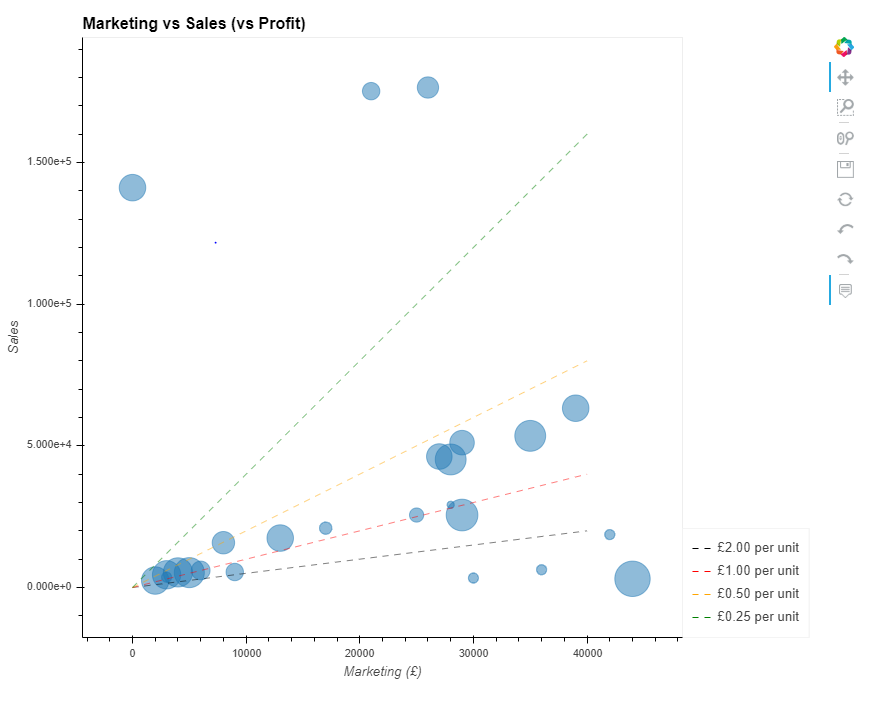 Marketing vs Sales (vs Profit)
1.500e+5
1.000e+5
5.000e+4
0.000e+0
Sales
0
10000
20000
30000
40000
Marketing (£)
£2.00 per unit
£1.00 per unit
£0.50 per unit
£0.25 per unit